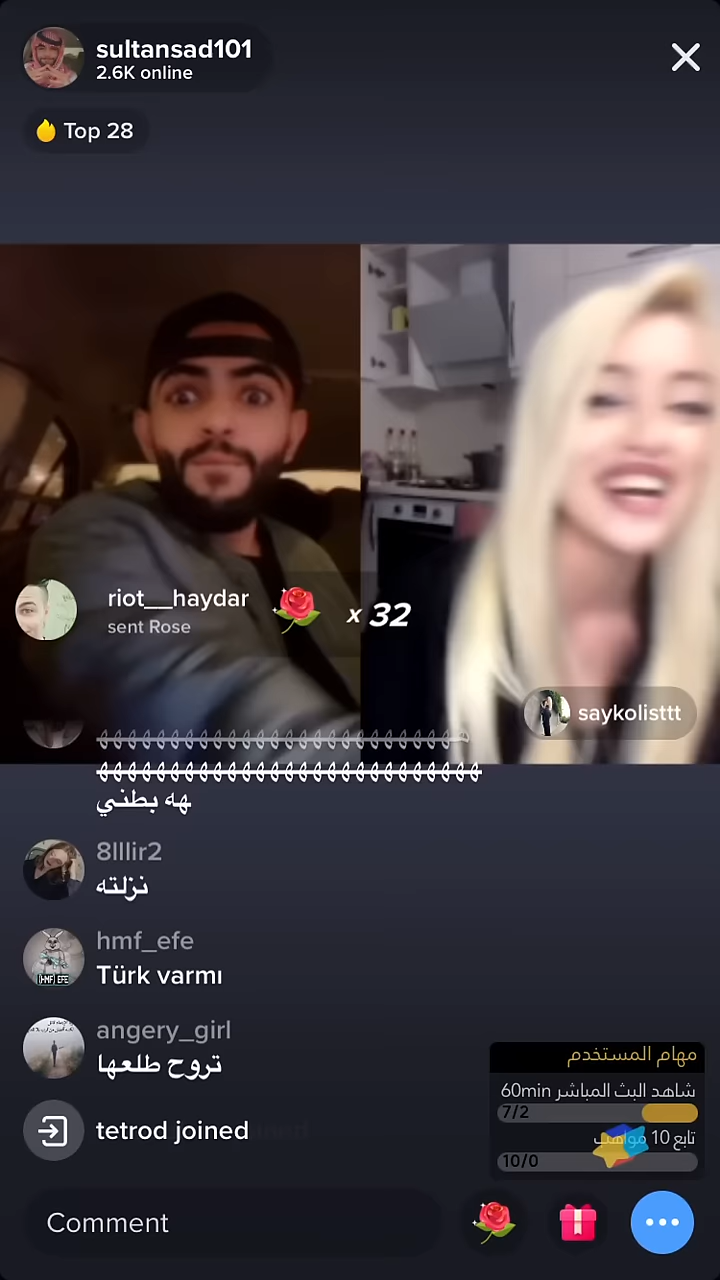 sultansad101
2.6K online
Top 28
riot__haydar
sent Rose
x 32
saykolisttt
هه بطني
8lllir2
نزلته
hmf_efe
Türk varmı
angery_girl
تروح طلعها
tetrod joined
مهام المستخدم
شاهد البث المباشر 60min
7/2
تابع 10 مواهب
10/0
Comment